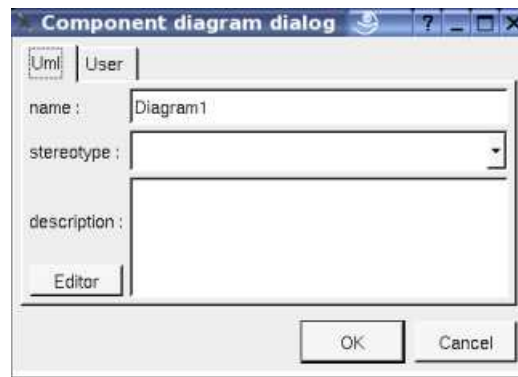 Component diagram dialog ?
Uml User
name : Diagram1
stereotype :
description :
Editor
OK Cancel